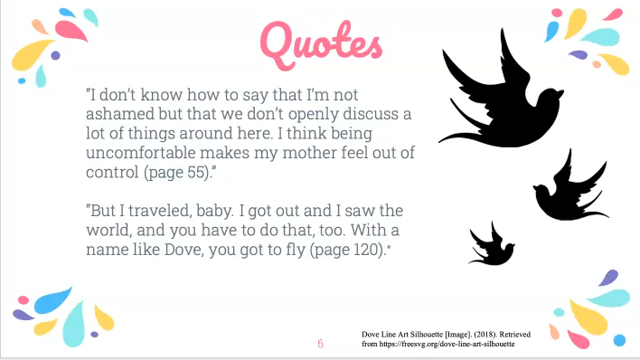 Quotes
“I don’t know how to say that I’m not
ashamed but that we don’t openly discuss a
lot of things around here. I think being
uncomfortable makes my mother feel out of
control (page 55).”
“But I traveled, baby. I got out and I saw the
world, and you have to do that, too. With a
name like Dove, you got to fly (page 120).”
Dove Line Art Silhouette [Image]. (2018). Retrieved
from https://freesvg.org/dove-line-art-silhouette
6